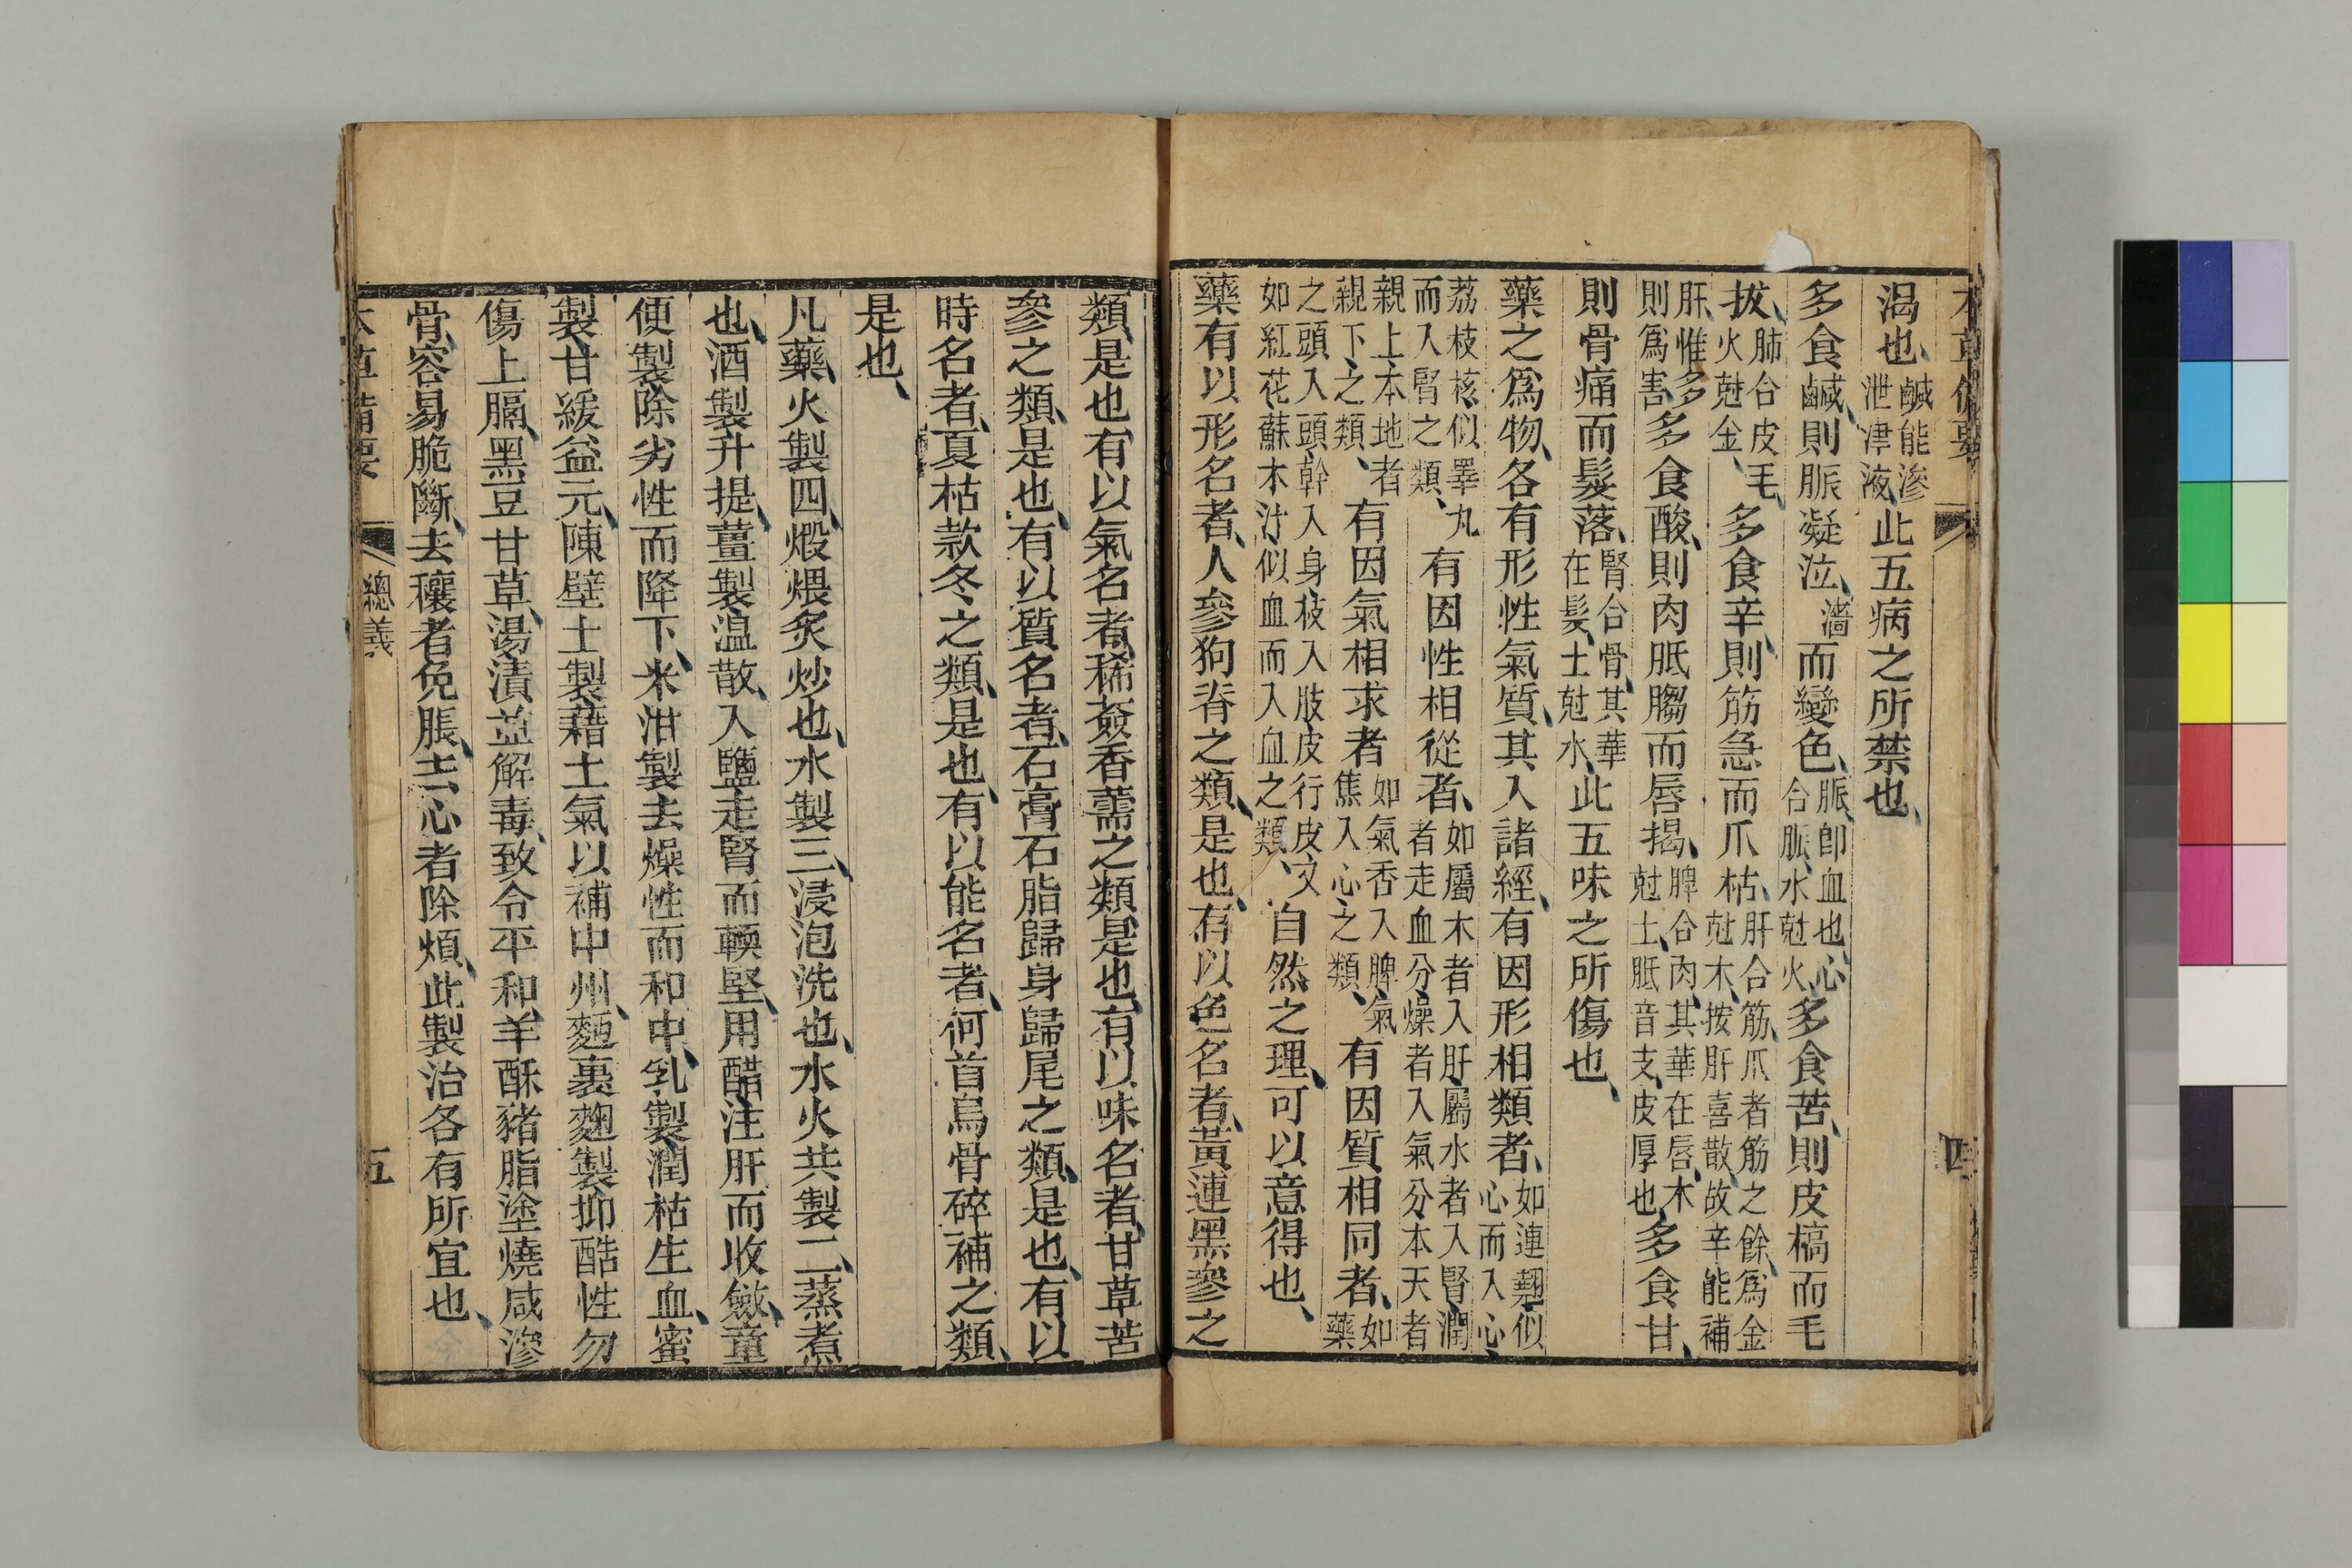 本草備要　四
渴也、鹹能滲泄津液、此五病之所禁也、
多食鹹、則脈凝泣、濇而變色、脈、卽血也、心合脈、水尅火、多食苦、則皮槁而毛
拔、肺合皮毛、火尅金、多食辛、則筋急而爪枯、肝合筋、爪者筋之餘、爲金尅木、按肝喜散、故辛能補
肝、惟多則爲害、多食酸、則肉胝䐢而唇揭、脾合肉、其華在唇、木尅土、胝音支、皮厚也、多食甘、
則骨痛而髮落、腎合骨、其華在髮、土尅水、此五味之所傷也、
藥之爲物、各有形性氣質、其入諸經、有因形相類者、如連翹似心而入心、
荔枝核似睪丸而入腎之類、有因性相從者、如屬木者入肝、屬水者入腎、潤者走血分、燥者入氣分、本天者
親上、本地者親下、之類、有因氣相求者、如氣香入脾、氣焦入心之類、有因質相同者、如藥
之頭入頭、幹入身、枝入肢、皮行皮、又如紅花蘇木汁似血而入血之類、自然之理、可以意得也、
藥有以形名者、人參狗脊之類、是也、有以色名者、黃連黑參之
類、是也、有以氣名者、稀薟香薷之類、是也、有以味名者、甘草苦
參之類、是也、有以質名者、石膏石脂歸身歸尾之類、是也、有以
時名者、夏枯款冬之類、是也、有以能名者、何首烏骨碎補之類、
是也、
凡藥、火製四、煅煨炙炒也、水製三、浸泡洗也、水火共製二、蒸煮
也、酒製升提、薑製温散、入鹽走腎而輭堅、用醋注肝而收斂、童
便製、除劣性而降下、米泔製、去燥性而和中、乳製、潤枯生血、蜜
製、甘緩益元、陳壁土製、藉土氣以補中州、麵裹麴製、抑酷性勿
傷上膈、黑豆甘草、湯漬並解毒、致令平和、羊酥豬脂塗燒、咸滲
骨、容易脆斷、去穰者免脹、去心者除煩、此製治各有所宜也、
本草備要　總義　五